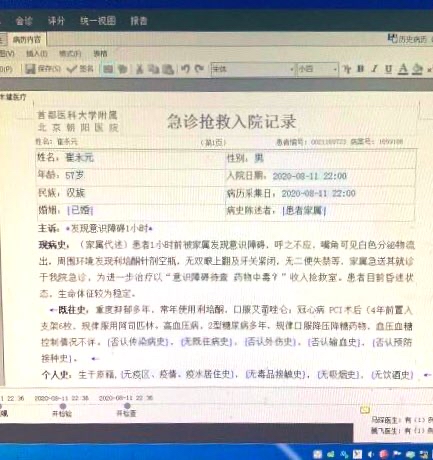 会诊 评分 统一视图 报告
病历内容 历史病历
插入(I) 格式(F) 表格
保存(S) 签名 宋体 小四 B I U A
首都医科大学附属
北京朝阳医院
急诊抢救入院记录
姓名：崔永元 （第1页）
姓名：崔永元 性别：男
年龄：57岁 入院日期：2020-08-11 22:00
民族：汉族 病历采集日：2020-08-11 22:00
婚姻：[已婚] 病史陈述者：[患者家属]
主诉：发现意识障碍1小时
现病史：（家属代述）患者1小时前被家属发现意识障碍，呼之不应，嘴角可见白色分泌物流
出，周围环境发现利培酮针剂空瓶，无双眼上翻及牙关紧闭，无二便失禁等，家属急送其就诊
于我院急诊，为进一步治疗以“意识障碍待查 药物中毒？”收入抢救室。患者目前昏迷状
态，生命体征较为稳定。
既往史：重度抑郁多年，常年使用利培酮，口服艾司唑仑；冠心病 PCI术后（4年前置入
支架6枚，规律服用阿司匹林，高血压病，2型糖尿病多年，规律口服降压降糖药物，血压血糖
控制情况不详。[否认传染病史]，[无既往病史]，[否认外伤史]，[否认输血史]，[否认预防
接种史]。
个人史：生于原籍,[无疫区、疫情、疫水居住史]，[无毒品接触史]，[无吸烟史]，[无饮酒史]
22:36 2020-08-11 22:36 2020-08-11 22:36
开检验 开检查